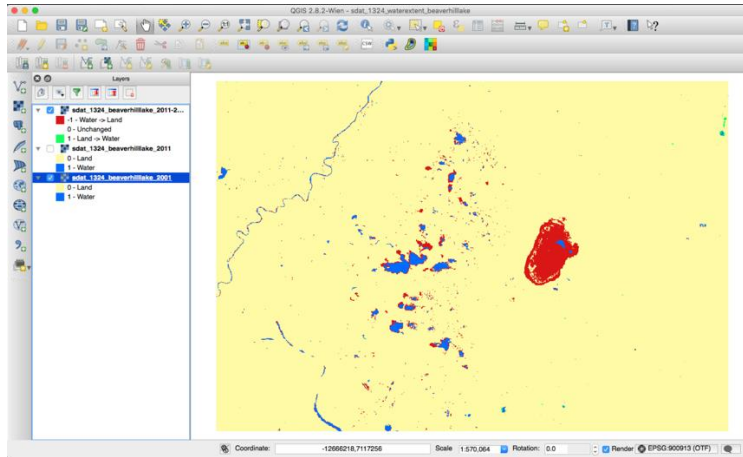 QGIS 2.8.2-Wien - sdat_1324_waterextent_beaverhilllake
CSW
Layers
sdat_1324_beaverhilllake_2011-2...
-1 - Water -> Land
0 - Unchanged
1 - Land -> Water
sdat_1324_beaverhilllake_2011
0 - Land
1 - Water
sdat_1324_beaverhilllake_2001
0 - Land
1 - Water
Coordinate: -12666218,7117256 Scale 1:570,064 Rotation: 0.0 Render EPSG:900913 (OTF)